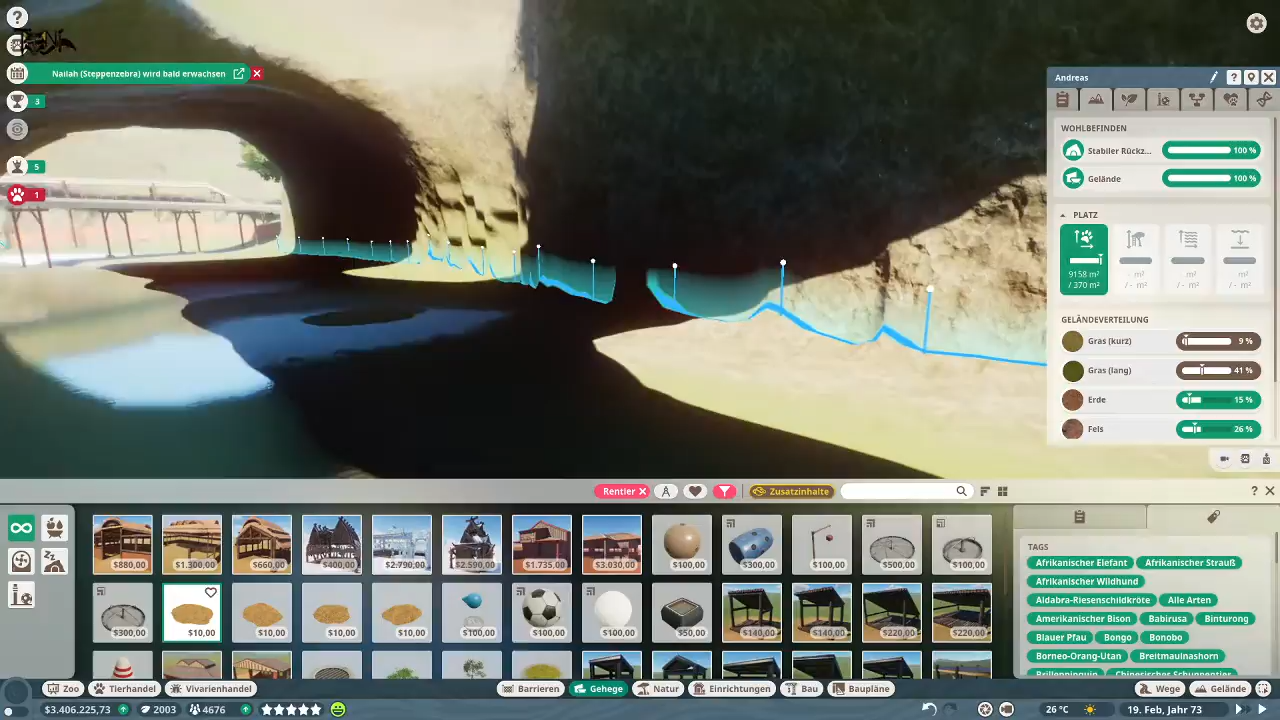 Nailah (Steppenzebra) wird bald erwachsen
3
5
1
Andreas
WOHLBEFINDEN
Stabiler Rückz... 100 %
Gelände 100 %
PLATZ
9158 m² / 370 m²
- m² / - m²
- m² / - m²
- m² / - m²
GELÄNDEVERTEILUNG
Gras (kurz) 9 %
Gras (lang) 41 %
Erde 15 %
Fels 26 %
Rentier
Zusatzinhalte
$880,00 $1.300,00 $660,00 $400,00 $2.790,00 $2.590,00 $1.735,00 $3.030,00 $100,00 $300,00 $100,00 $500,00 $100,00
$300,00 $10,00 $10,00 $10,00 $10,00 $100,00 $100,00 $100,00 $50,00 $140,00 $140,00 $220,00 $220,00
TAGS
Afrikanischer Elefant Afrikanischer Strauß
Afrikanischer Wildhund
Aldabra-Riesenschildkröte Alle Arten
Amerikanischer Bison Babirusa Binturong
Blauer Pfau Bongo Bonobo
Borneo-Orang-Utan Breitmaulnashorn
Brillenpinguin Chinesisches Schuppentier
Zoo Tierhandel Vivarienhandel Barrieren Gehege Natur Einrichtungen Bau Baupläne Wege Gelände
$3.406.225,73 2003 4676 26 °C 19. Feb, Jahr 73